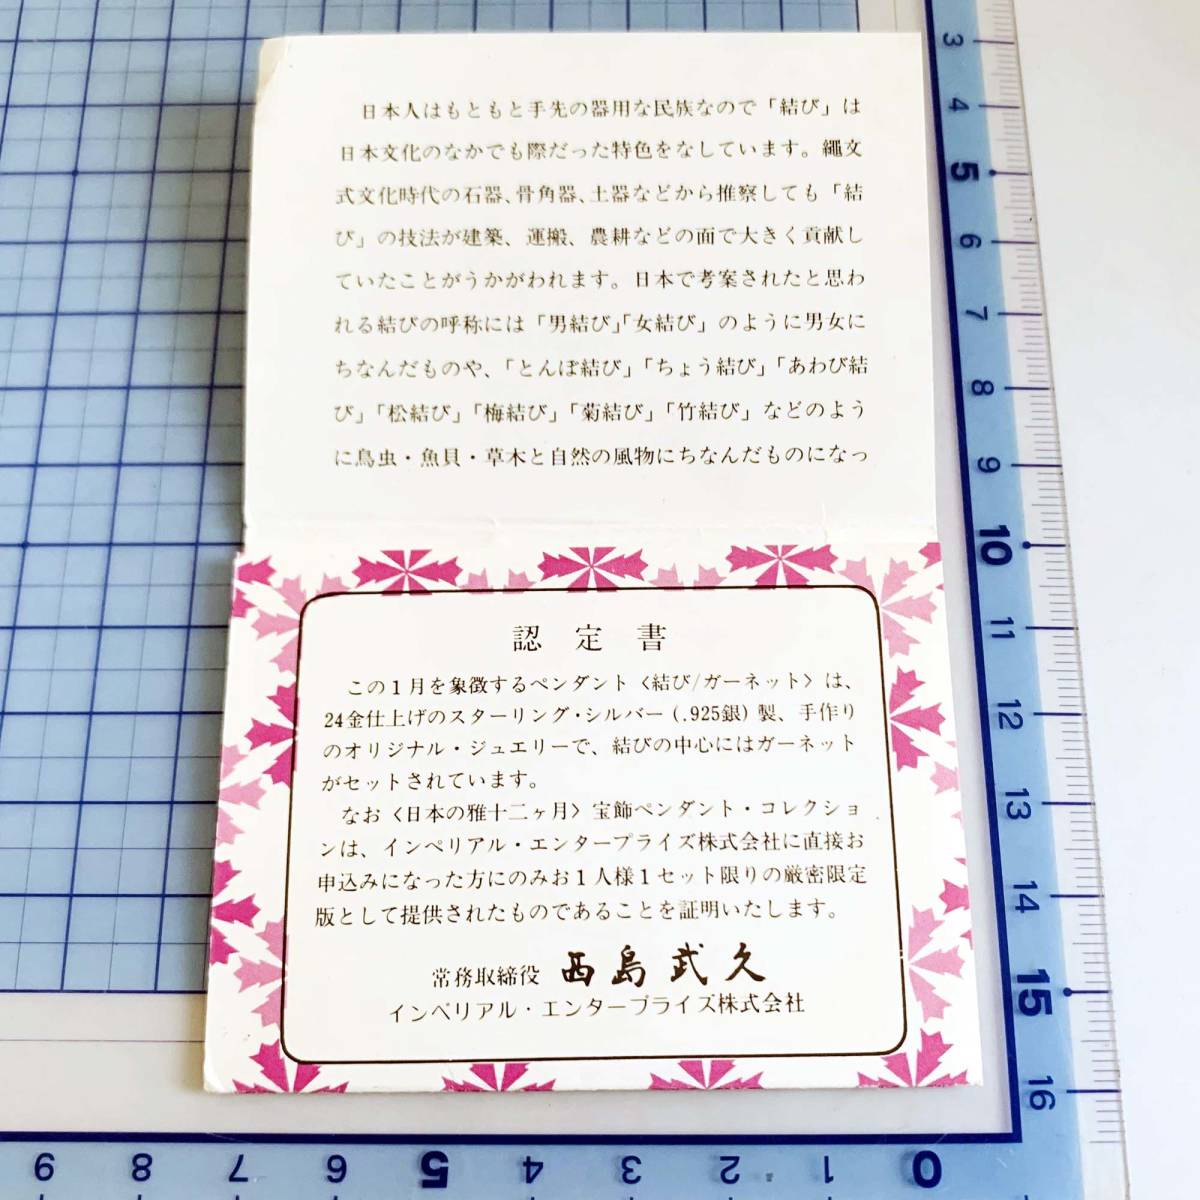 日本人はもともと手先の器用な民族なので「結び」は
日本文化のなかでも際だった特色をなしています。繩文
式文化時代の石器、骨角器、土器などから推察しても「結
び」の技法が建築、運搬、農耕などの面で大きく貢献し
ていたことがうかがわれます。日本で考案されたと思わ
れる結びの呼称には「男結び」「女結び」のように男女に
ちなんだものや、「とんぼ結び」「ちょう結び」「あわび結
び」「松結び」「梅結び」「菊結び」「竹結び」などのよう
に鳥虫・魚貝・草木と自然の風物にちなんだものになっ
認定書
この1月を象徴するペンダント〈結び/ガーネット〉は、
24金仕上げのスターリング・シルバー(.925銀)製、手作り
のオリジナル・ジュエリーで、結びの中心にはガーネット
がセットされています。
なお〈日本の雅十二ヶ月〉宝飾ペンダント・コレクショ
ンは、インペリアル・エンタープライズ株式会社に直接お
申込みになった方にのみお1人様1セット限りの厳密限定
版として提供されたものであることを証明いたします。
常務取締役 西島武久
インペリアル・エンタープライズ株式会社
3
4
5
6
7
8
9
10
11
12
13
14
15
16
9 8 7 6 5 4 3 2 1 0